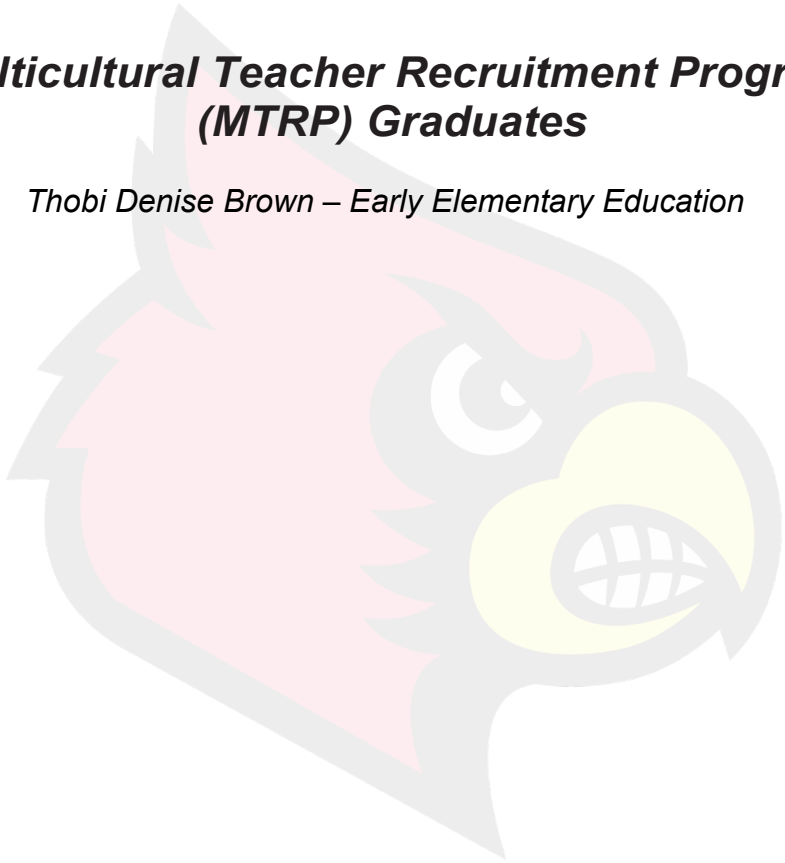 lticultural Teacher Recruitment Progr
(MTRP) Graduates
Thobi Denise Brown – Early Elementary Education